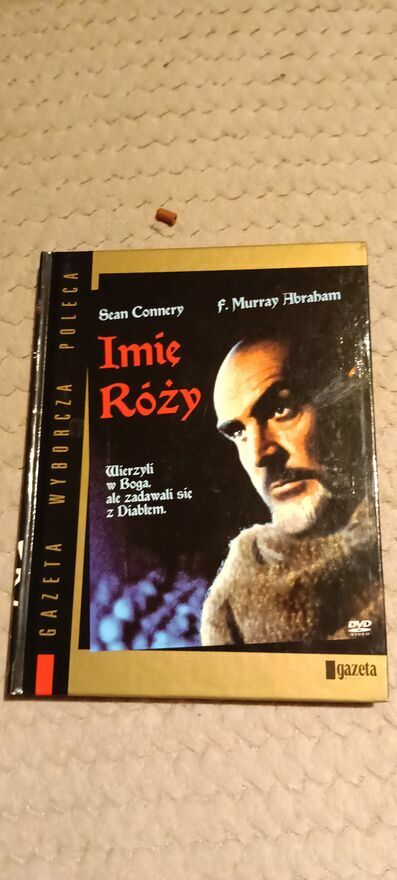 GAZETA WYBORCZA POLECA
Sean Connery F. Murray Abraham
Imię
Róży
Wierzyli
w Boga,
ale zadawali się
z Diabłem.
DVD
VIDEO
gazeta